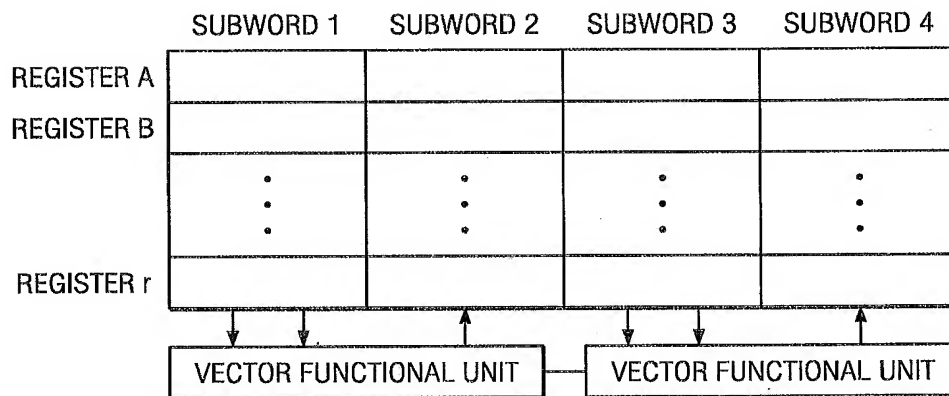 SUBWORD 1 SUBWORD 2 SUBWORD 3 SUBWORD 4
REGISTER A
REGISTER B
REGISTER r
VECTOR FUNCTIONAL UNIT VECTOR FUNCTIONAL UNIT